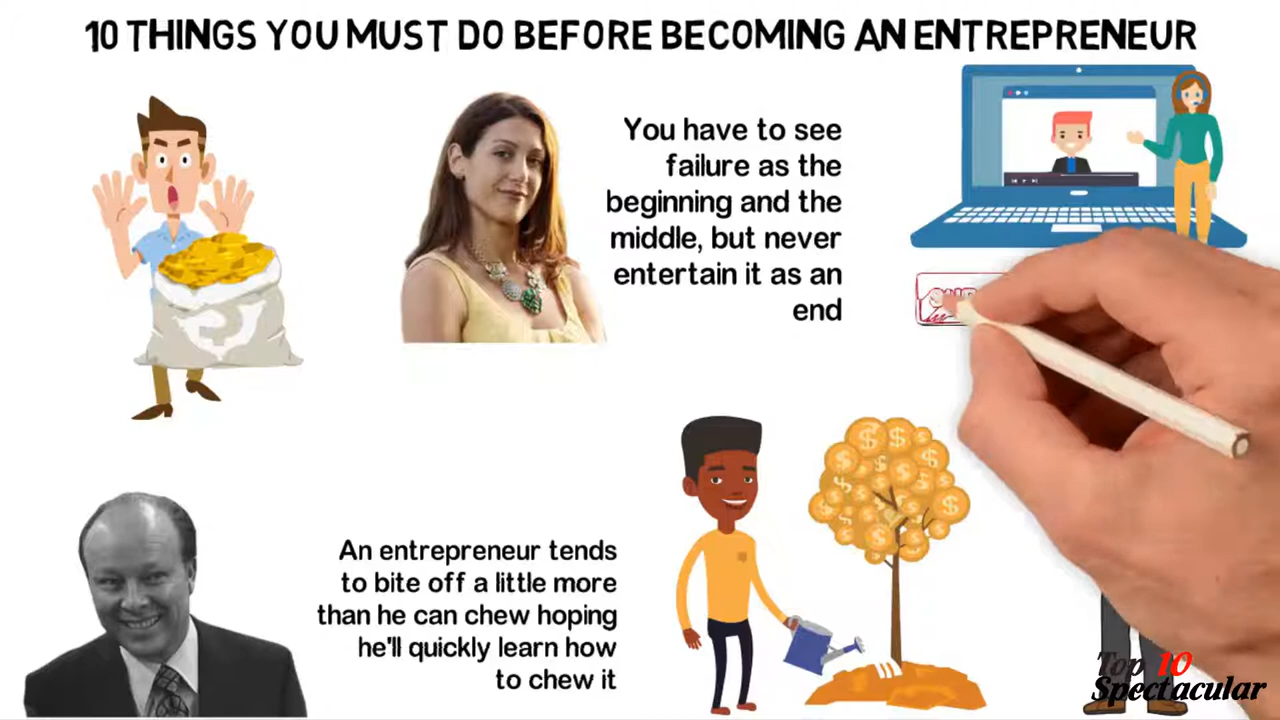 10 THINGS YOU MUST DO BEFORE BECOMING AN ENTREPRENEUR
You have to see
failure as the
beginning and the
middle, but never
entertain it as an
end
An entrepreneur tends
to bite off a little more
than he can chew hoping
he'll quickly learn how
to chew it
Top 10
Spectacular